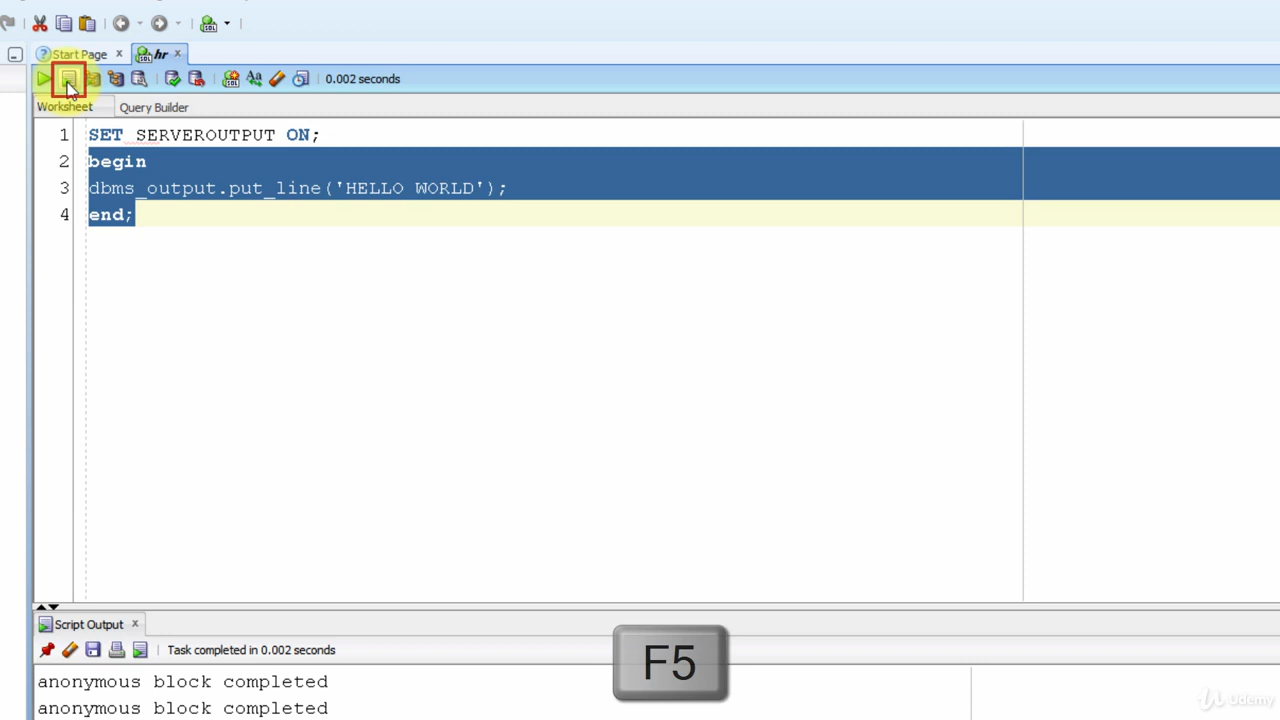 Start Page
hr
0.002 seconds
Worksheet
Query Builder
1 SET SERVEROUTPUT ON;
2 begin
3 dbms_output.put_line('HELLO WORLD');
4 end;
Script Output
Task completed in 0.002 seconds
F5
anonymous block completed
anonymous block completed
Udemy